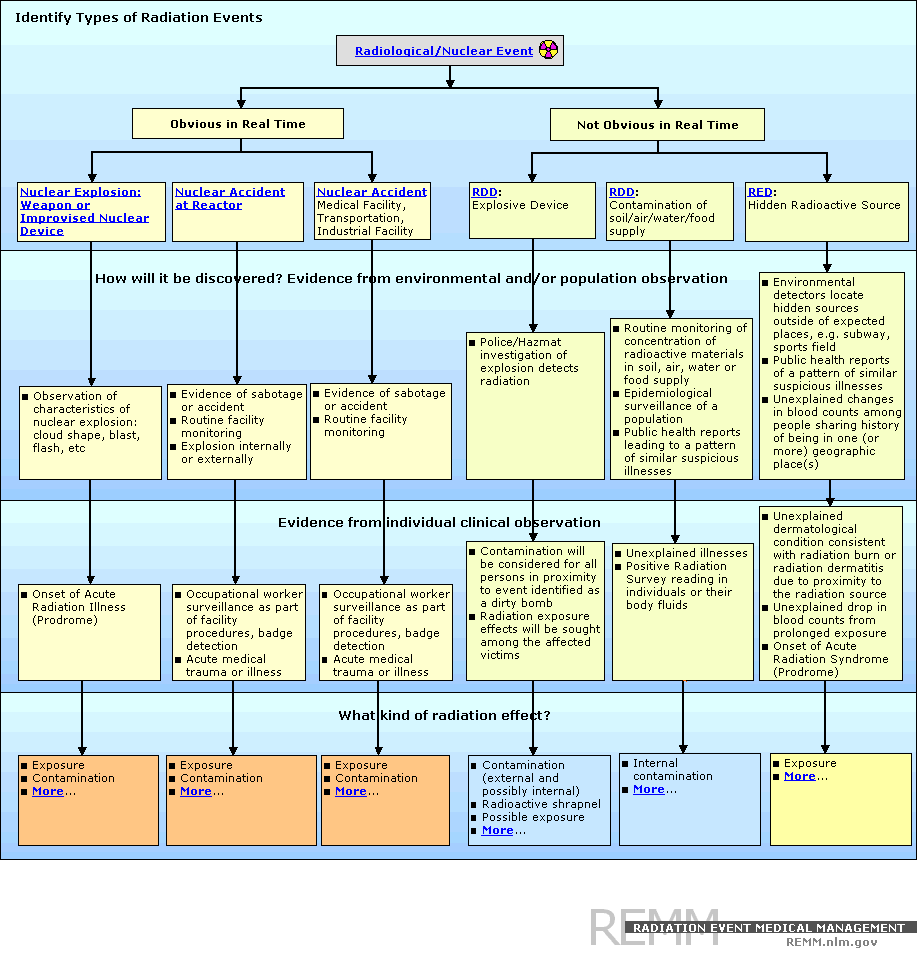 Identify Types of Radiation Events
Radiological/Nuclear Event
Obvious in Real Time
Not Obvious in Real Time
Nuclear Explosion:
Weapon or
Improvised Nuclear
Device
Nuclear Accident
at Reactor
Nuclear Accident
Medical Facility,
Transportation,
Industrial Facility
RDD:
Explosive Device
RDD:
Contamination of
soil/air/water/food
supply
RED:
Hidden Radioactive Source
How will it be discovered? Evidence from environmental and/or population observation
■ Observation of
characteristics of
nuclear explosion:
cloud shape, blast,
flash, etc
■ Evidence of sabotage
or accident
■ Routine facility
monitoring
■ Explosion internally
or externally
■ Evidence of sabotage
or accident
■ Routine facility
monitoring
■ Police/Hazmat
investigation of
explosion detects
radiation
■ Routine monitoring of
concentration of
radioactive materials
in soil, air, water or
food supply
■ Epidemiological
surveillance of a
population
■ Public health reports
leading to a pattern
of similar suspicious
illnesses
■ Environmental
detectors locate
hidden sources
outside of expected
places, e.g. subway,
sports field
■ Public health reports
of a pattern of similar
suspicious illnesses
■ Unexplained changes
in blood counts among
people sharing history
of being in one (or
more) geographic
place(s)
Evidence from individual clinical observation
■ Onset of Acute
Radiation Illness
(Prodrome)
■ Occupational worker
surveillance as part
of facility
procedures, badge
detection
■ Acute medical
trauma or illness
■ Occupational worker
surveillance as part
of facility
procedures, badge
detection
■ Acute medical
trauma or illness
■ Contamination will
be considered for all
persons in proximity
to event identified as
a dirty bomb
■ Radiation exposure
effects will be sought
among the affected
victims
■ Unexplained illnesses
■ Positive Radiation
Survey reading in
individuals or their
body fluids
■ Unexplained
dermatological
condition consistent
with radiation burn or
radiation dermatitis
due to proximity to
the radiation source
■ Unexplained drop in
blood counts from
prolonged exposure
■ Onset of Acute
Radiation Syndrome
(Prodrome)
What kind of radiation effect?
■ Exposure
■ Contamination
■ More...
■ Exposure
■ Contamination
■ More...
■ Exposure
■ Contamination
■ More...
■ Contamination
(external and
possibly internal)
■ Radioactive shrapnel
■ Possible exposure
■ More...
■ Internal
contamination
■ More...
■ Exposure
■ More...
REMM
RADIATION EVENT MEDICAL MANAGEMENT
REMM.nlm.gov